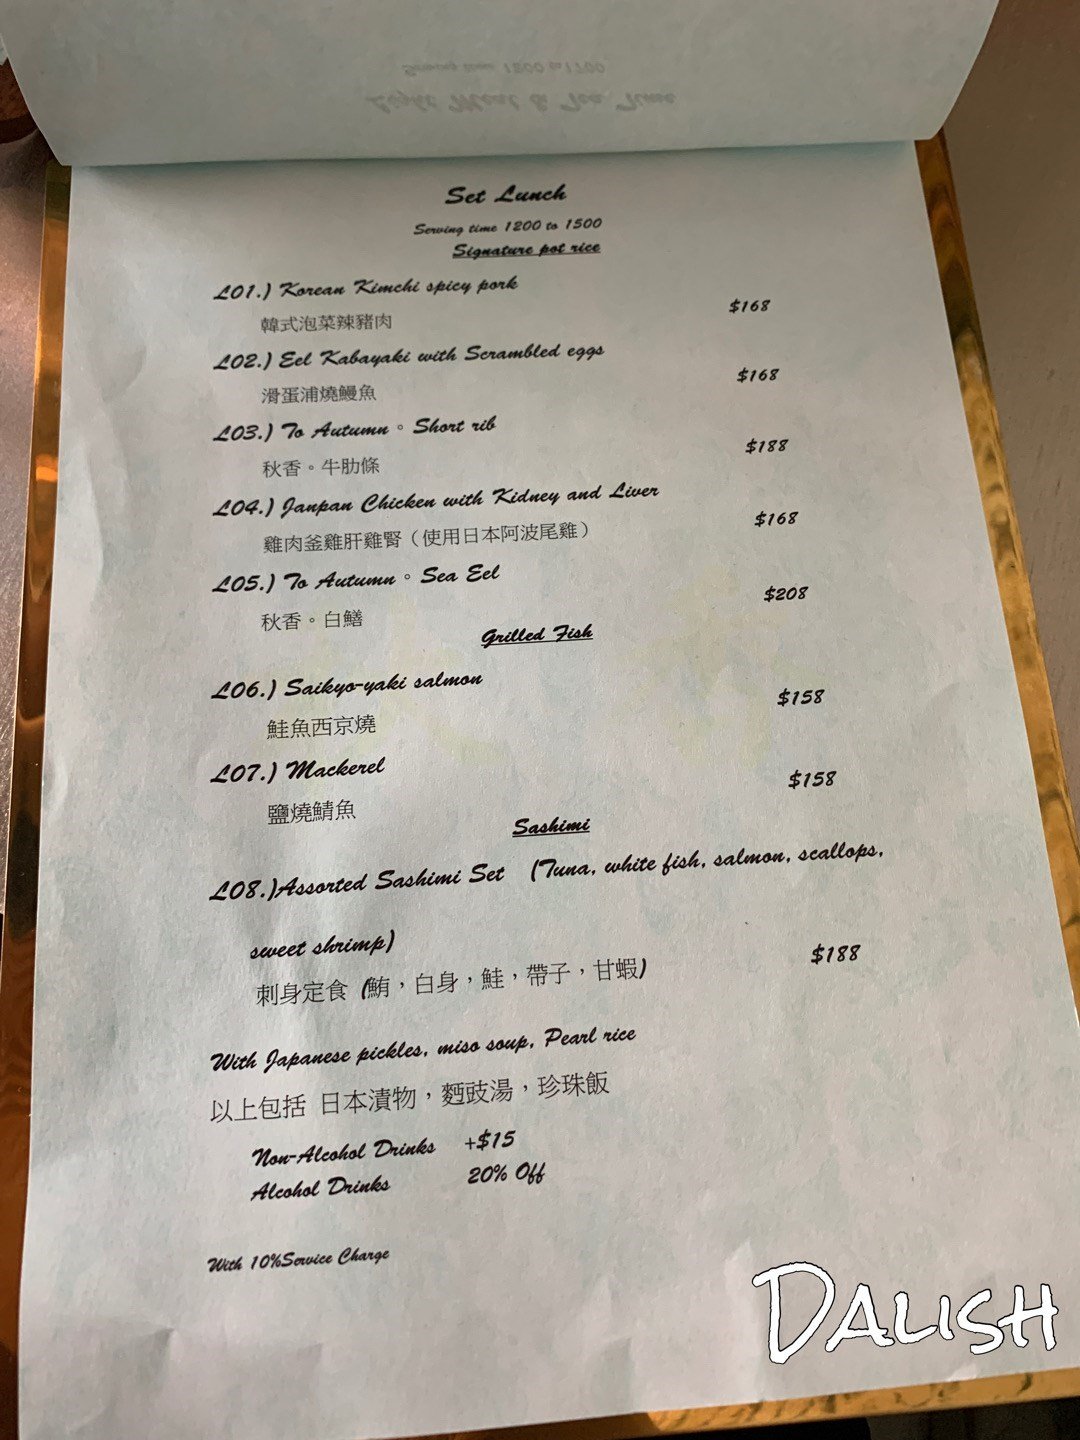 Light Meal & Tea Time
Set Lunch
Serving time 1200 to 1500
Signature pot rice
L01.) Korean Kimchi spicy pork
$168
韓式泡菜辣豬肉
L02.) Eel Kabayaki with Scrambled eggs
$168
滑蛋浦燒鰻魚
L03.) To Autumn。Short rib
$188
秋香。牛肋條
L04.) Janpan Chicken with Kidney and Liver
$168
雞肉釜雞肝雞腎（使用日本阿波尾雞）
L05.) To Autumn。Sea Eel
$208
秋香。白鱔
Grilled Fish
L06.) Saikyo-yaki salmon
$158
鮭魚西京燒
L07.) Mackerel
$158
鹽燒鯖魚
Sashimi
L08.)Assorted Sashimi Set (Tuna, white fish, salmon, scallops,
sweet shrimp)
$188
刺身定食 (鮪，白身，鮭，帶子，甘蝦)
With Japanese pickles, miso soup, Pearl rice
以上包括 日本漬物，麵豉湯，珍珠飯
Non-Alcohol Drinks +$15
Alcohol Drinks 20% Off
With 10%Service Charge
DALISH